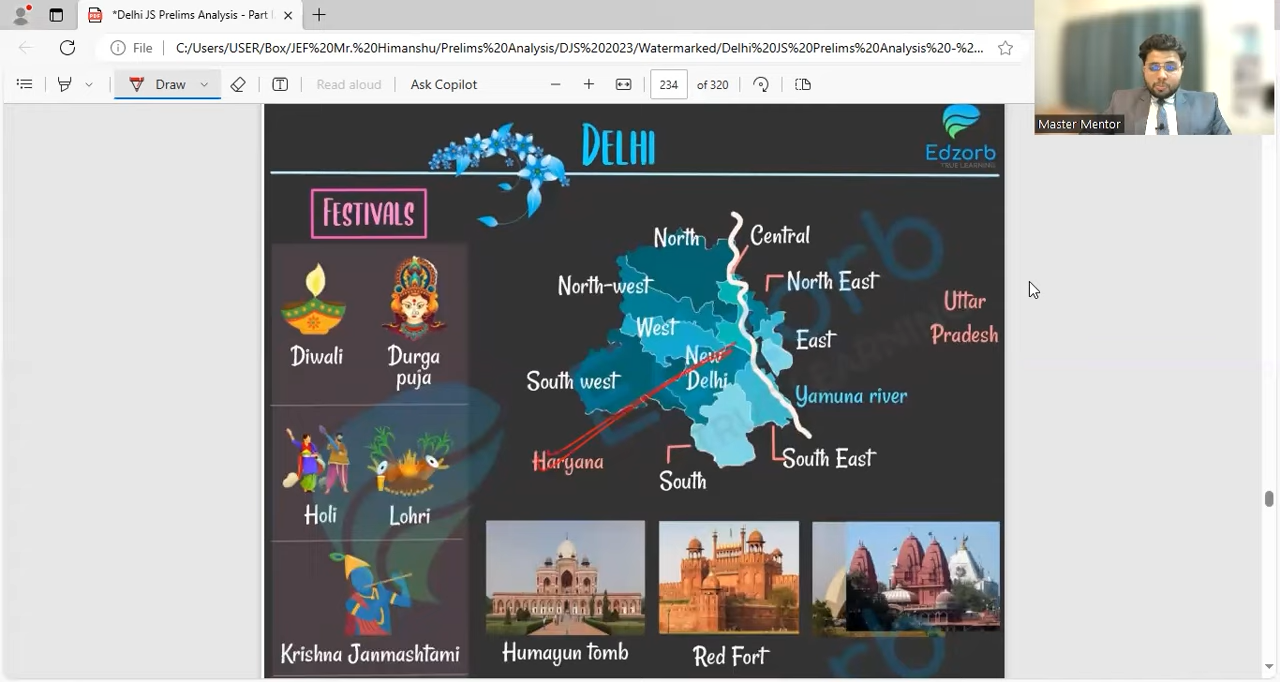 *Delhi JS Prelims Analysis - Part I
File
C:/Users/USER/Box/JEF%20Mr.%20Himanshu/Prelims%20Analysis/DJS%202023/Watermarked/Delhi%20JS%20Prelims%20Analysis%20-%2...
Draw
Read aloud
Ask Copilot
234
of 320
Master Mentor
DELHI
Edzorb
TRUE LEARNING
FESTIVALS
North
Central
North-west
North East
Uttar
Pradesh
West
East
New
Delhi
South west
Yamuna river
Haryana
South
South East
Diwali
Durga
puja
Holi
Lohri
Krishna Janmashtami
Humayun tomb
Red Fort